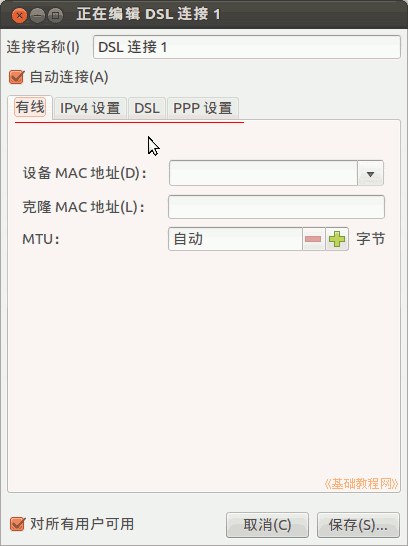 正在编辑 DSL 连接 1
连接名称(I) DSL 连接 1
自动连接(A)
有线 IPv4 设置 DSL PPP 设置
设备 MAC 地址(D)：
克隆 MAC 地址(L)：
MTU： 自动 字节
《基础教程网》
对所有用户可用 取消(C) 保存(S)...